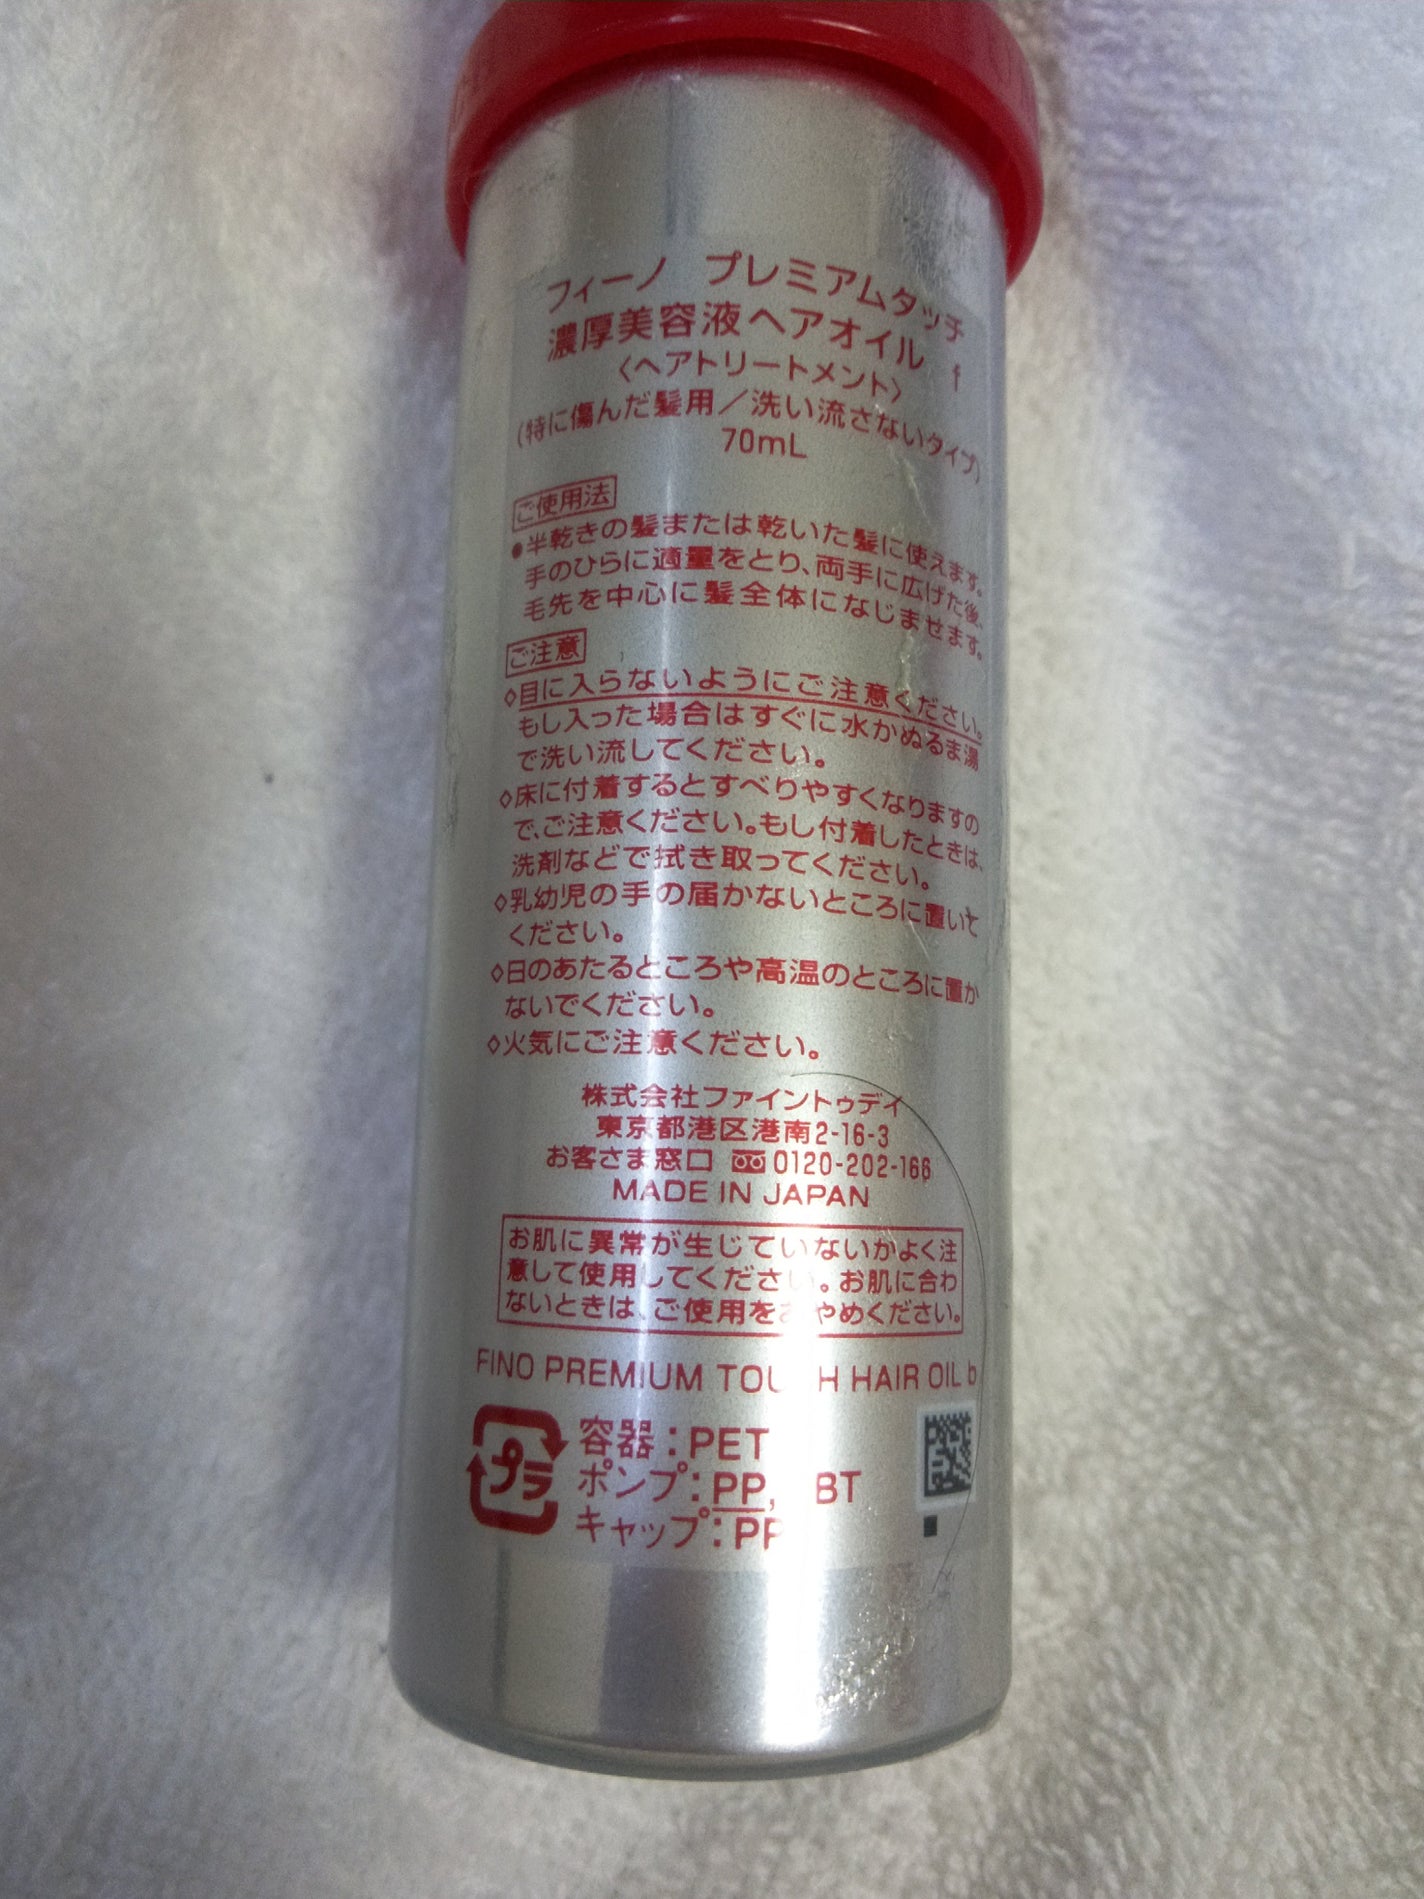 フィーノ　プレミアムタッチ
濃厚美容液ヘアオイル　f
〈ヘアトリートメント〉
(特に傷んだ髪用／洗い流さないタイプ)
70mL
ご使用法
●半乾きの髪または乾いた髪に使えます。
手のひらに適量をとり、両手に広げた後、
毛先を中心に髪全体になじませます。
ご注意
◇目に入らないようにご注意ください。
もし入った場合はすぐに水かぬるま湯
で洗い流してください。
◇床に付着するとすべりやすくなりますの
で、ご注意ください。もし付着したときは、
洗剤などで拭き取ってください。
◇乳幼児の手の届かないところに置いて
ください。
◇日のあたるところや高温のところに置か
ないでください。
◇火気にご注意ください。
株式会社ファイントゥデイ
東京都港区港南2-16-3
お客さま窓口 0120-202-166
MADE IN JAPAN
お肌に異常が生じていないかよく注
意して使用してください。お肌に合わ
ないときは、ご使用をおやめください。
FINO PREMIUM HAIR OIL b
プラ
容器：PET
ポンプ：PP,
キャップ：PP